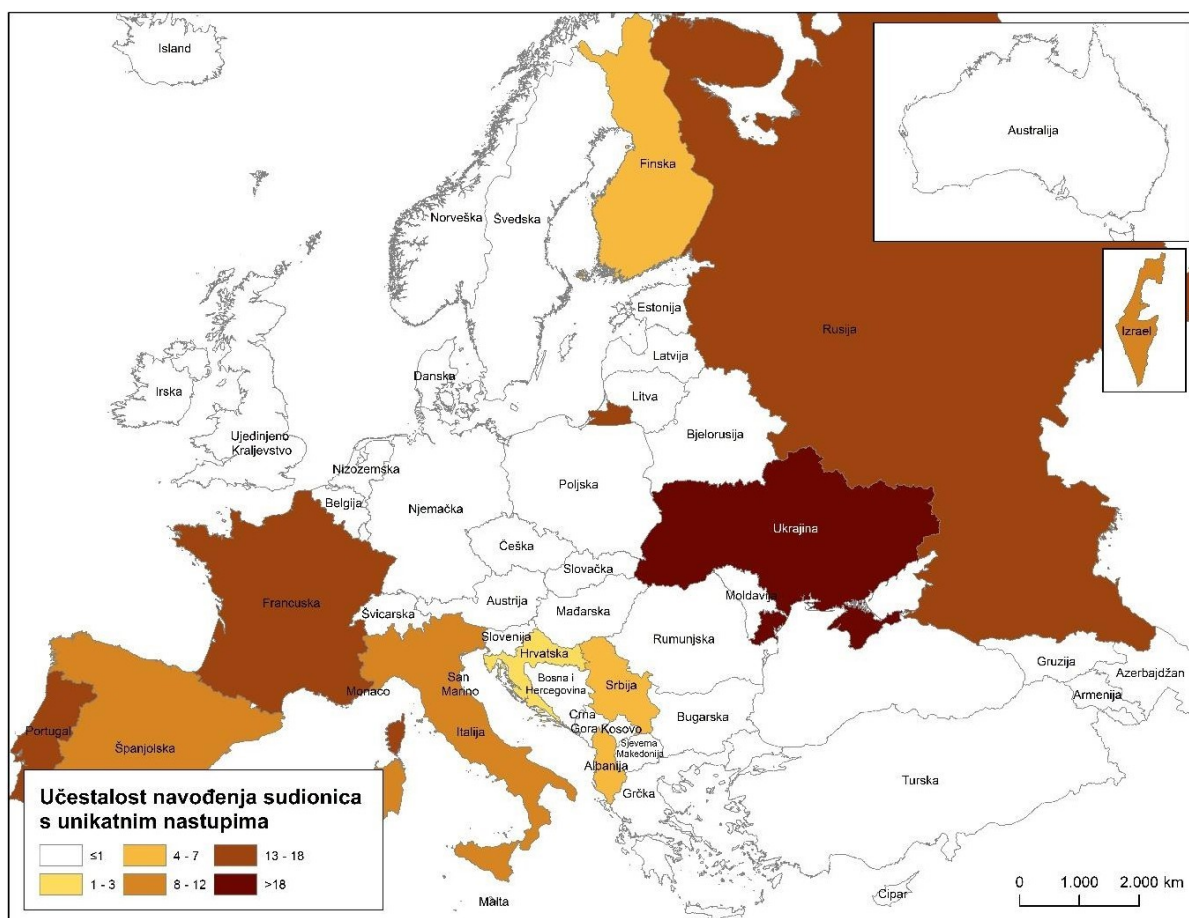 Island
Australija
Finska
Norveška
Švedska
Rusija
Izrael
Estonija
Latvija
Danska
Litva
Irska
Bjelorusija
Ujedinjeno
Kraljevstvo
Nizozemska
Poljska
Belgija
Njemačka
Ukrajina
Češka
Slovačka
Moldavija
Francuska
Austrija
Mađarska
Švicarska
Slovenija
Rumunjska
Hrvatska
Gruzija
Azerbajdžan
Bosna i
Hercegovina
Srbija
Armenija
San
Marino
Monaco
Crna
Gora
Kosovo
Bugarska
Portugal
Španjolska
Italija
Sjeverna
Makedonija
Albanija
Grčka
Turska
Malta
Cipar
Učestalost navođenja sudionica
s unikatnim nastupima
≤1
4 - 7
13 - 18
1 - 3
8 - 12
>18
0 1.000 2.000 km